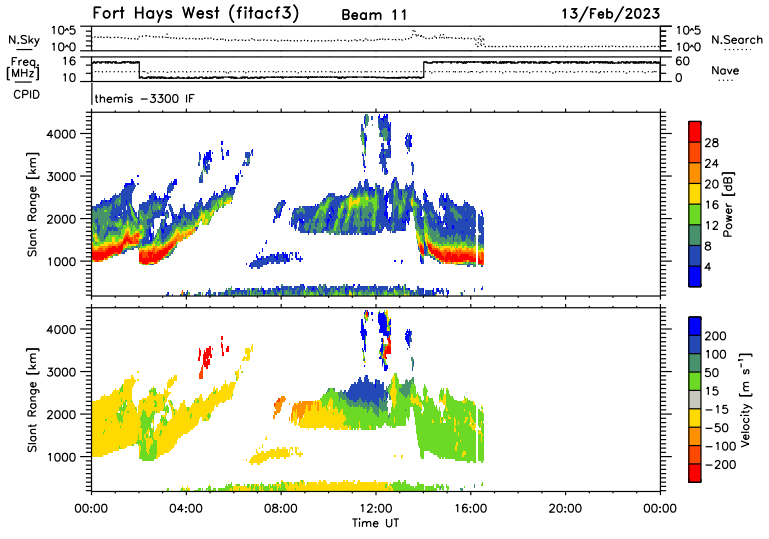 Fort Hays West (fitacf3) Beam 11 13/Feb/2023
N.Sky 10^5 10^0 10^5 10^0 N.Search
Freq. [MHz] 16 10 60 0 Nave
CPID themis -3300 IF
Slant Range [km] 4000 3000 2000 1000
28 24 20 16 12 8 4 Power [dB]
Slant Range [km] 4000 3000 2000 1000
200 100 50 15 -15 -50 -100 -200 Velocity [m s⁻¹]
00:00 04:00 08:00 12:00 16:00 20:00 00:00
Time UT